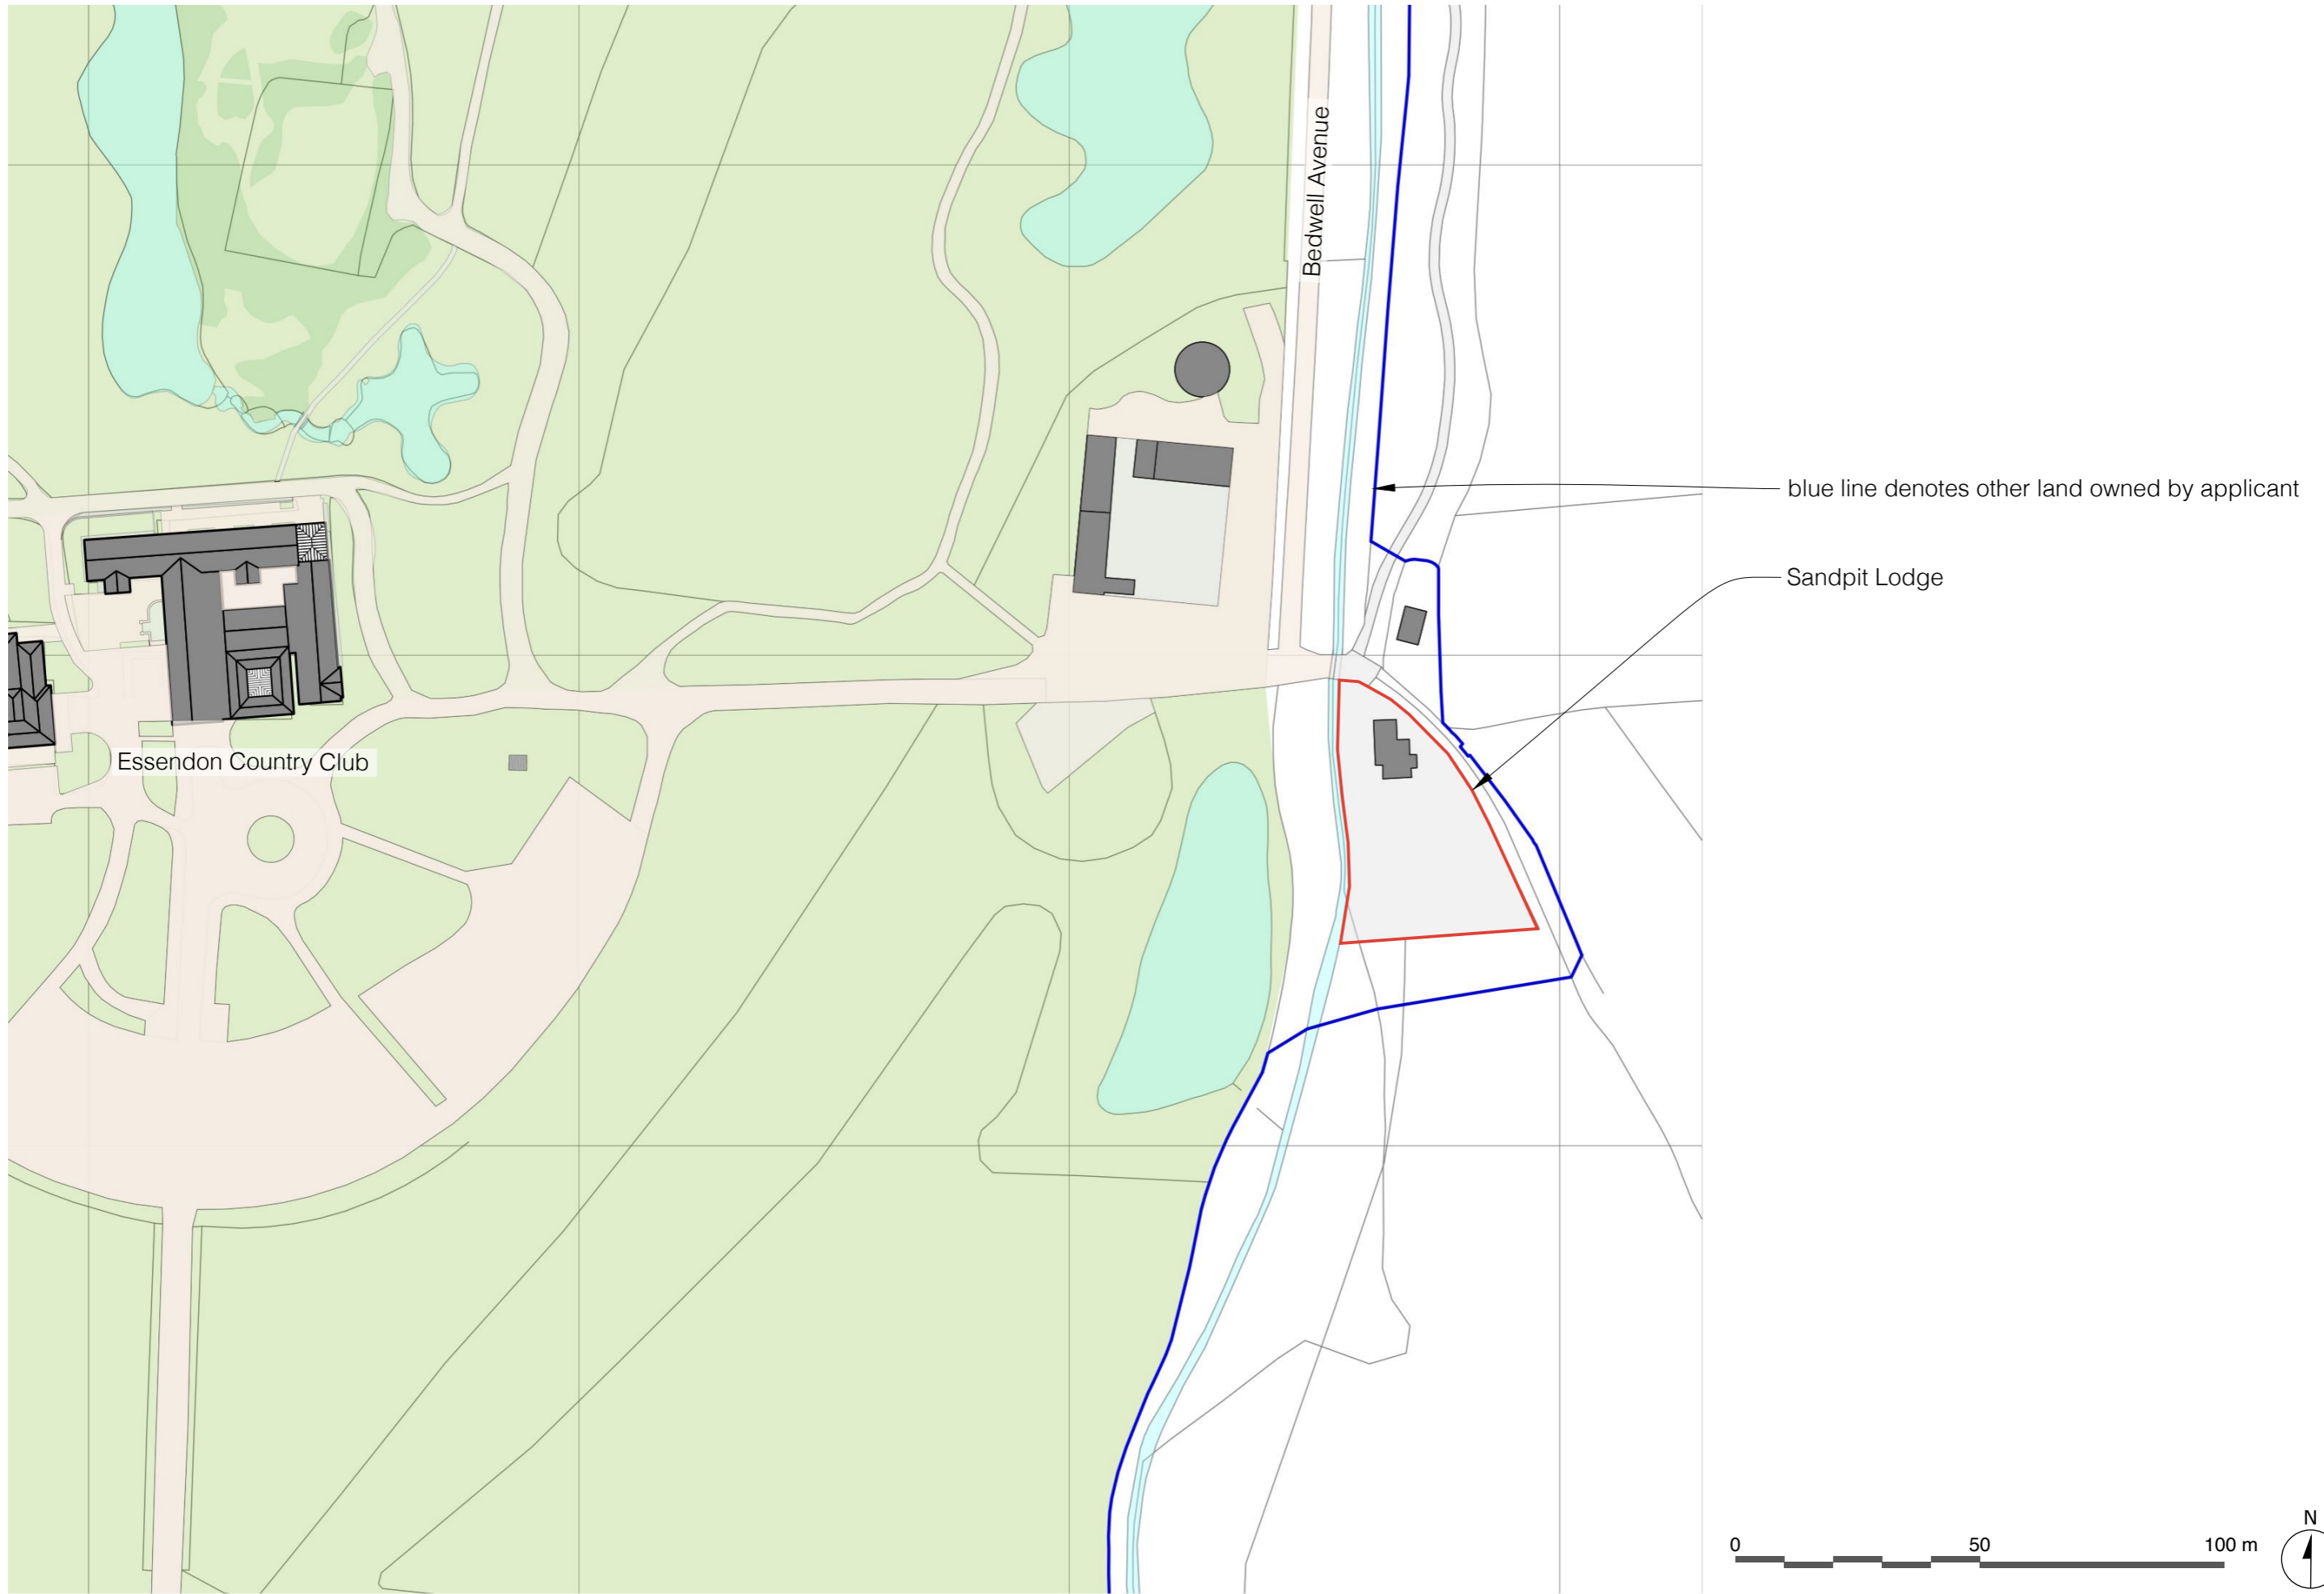 Bedwell Avenue
blue line denotes other land owned by applicant
Sandpit Lodge
Essendon Country Club
0 50 100 m
N